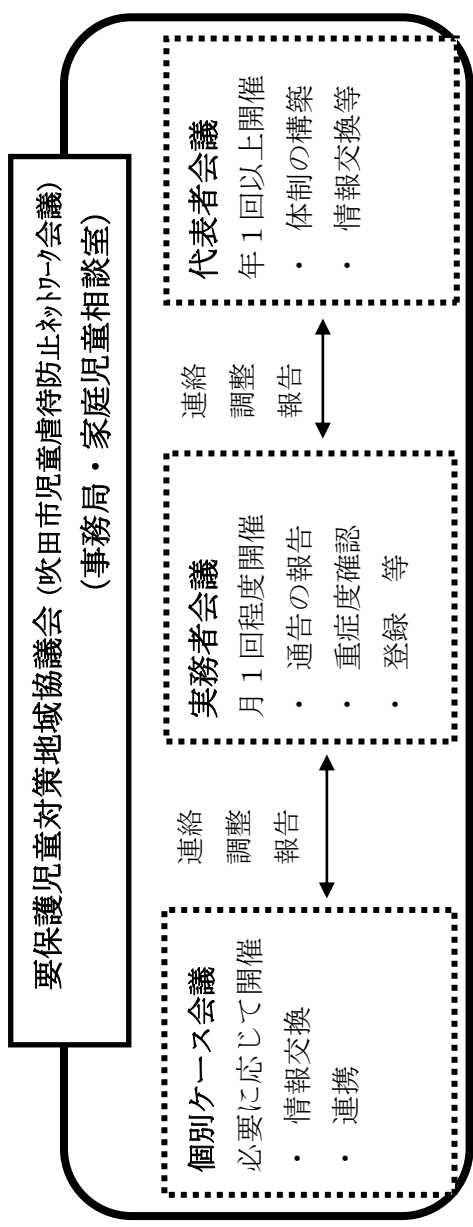 要保護児童対策地域協議会(吹田市児童虐待防止ネットワーク会議)
(事務局・家庭児童相談室)
個別ケース会議
必要に応じて開催
・ 情報交換
・ 連携
連絡
調整
報告
実務者会議
月1回程度開催
・ 通告の報告
・ 重症度確認
・ 登録 等
連絡
調整
報告
代表者会議
年1回以上開催
・ 体制の構築
・ 情報交換等